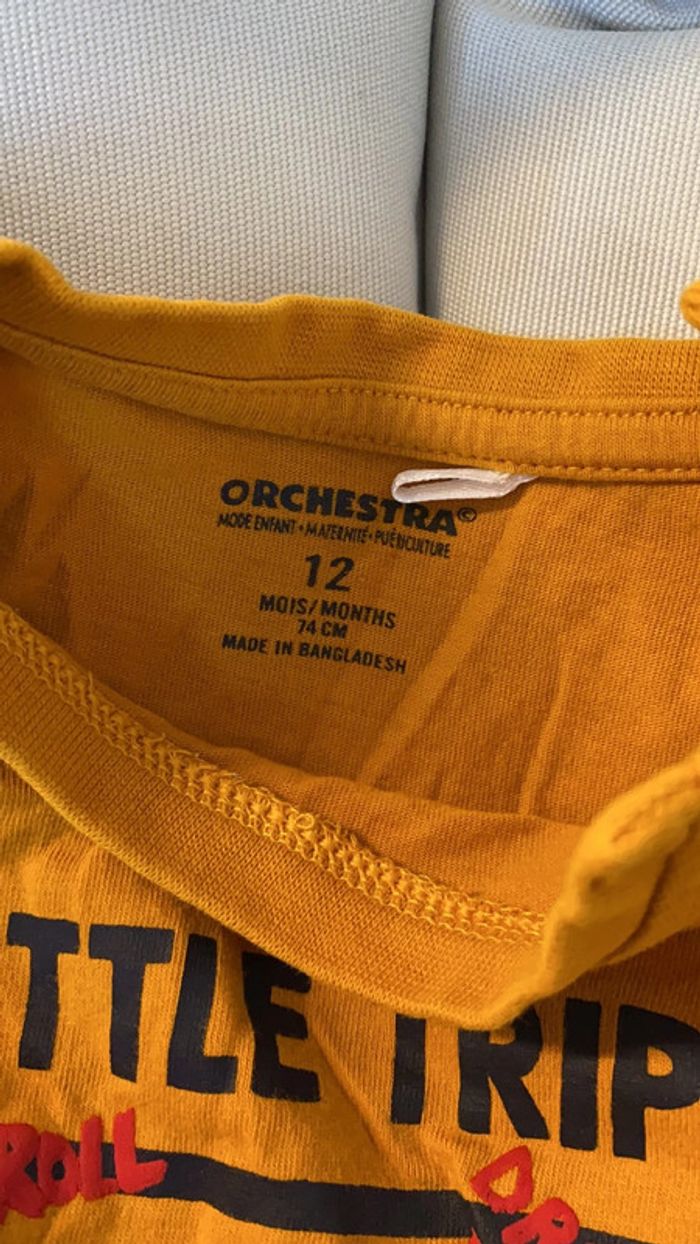 ORCHESTRA©
MODE ENFANT • MATERNITÉ • PUÉRICULTURE
12
MOIS/MONTHS
74 CM
MADE IN BANGLADESH
TTLE TRIP
ROLL